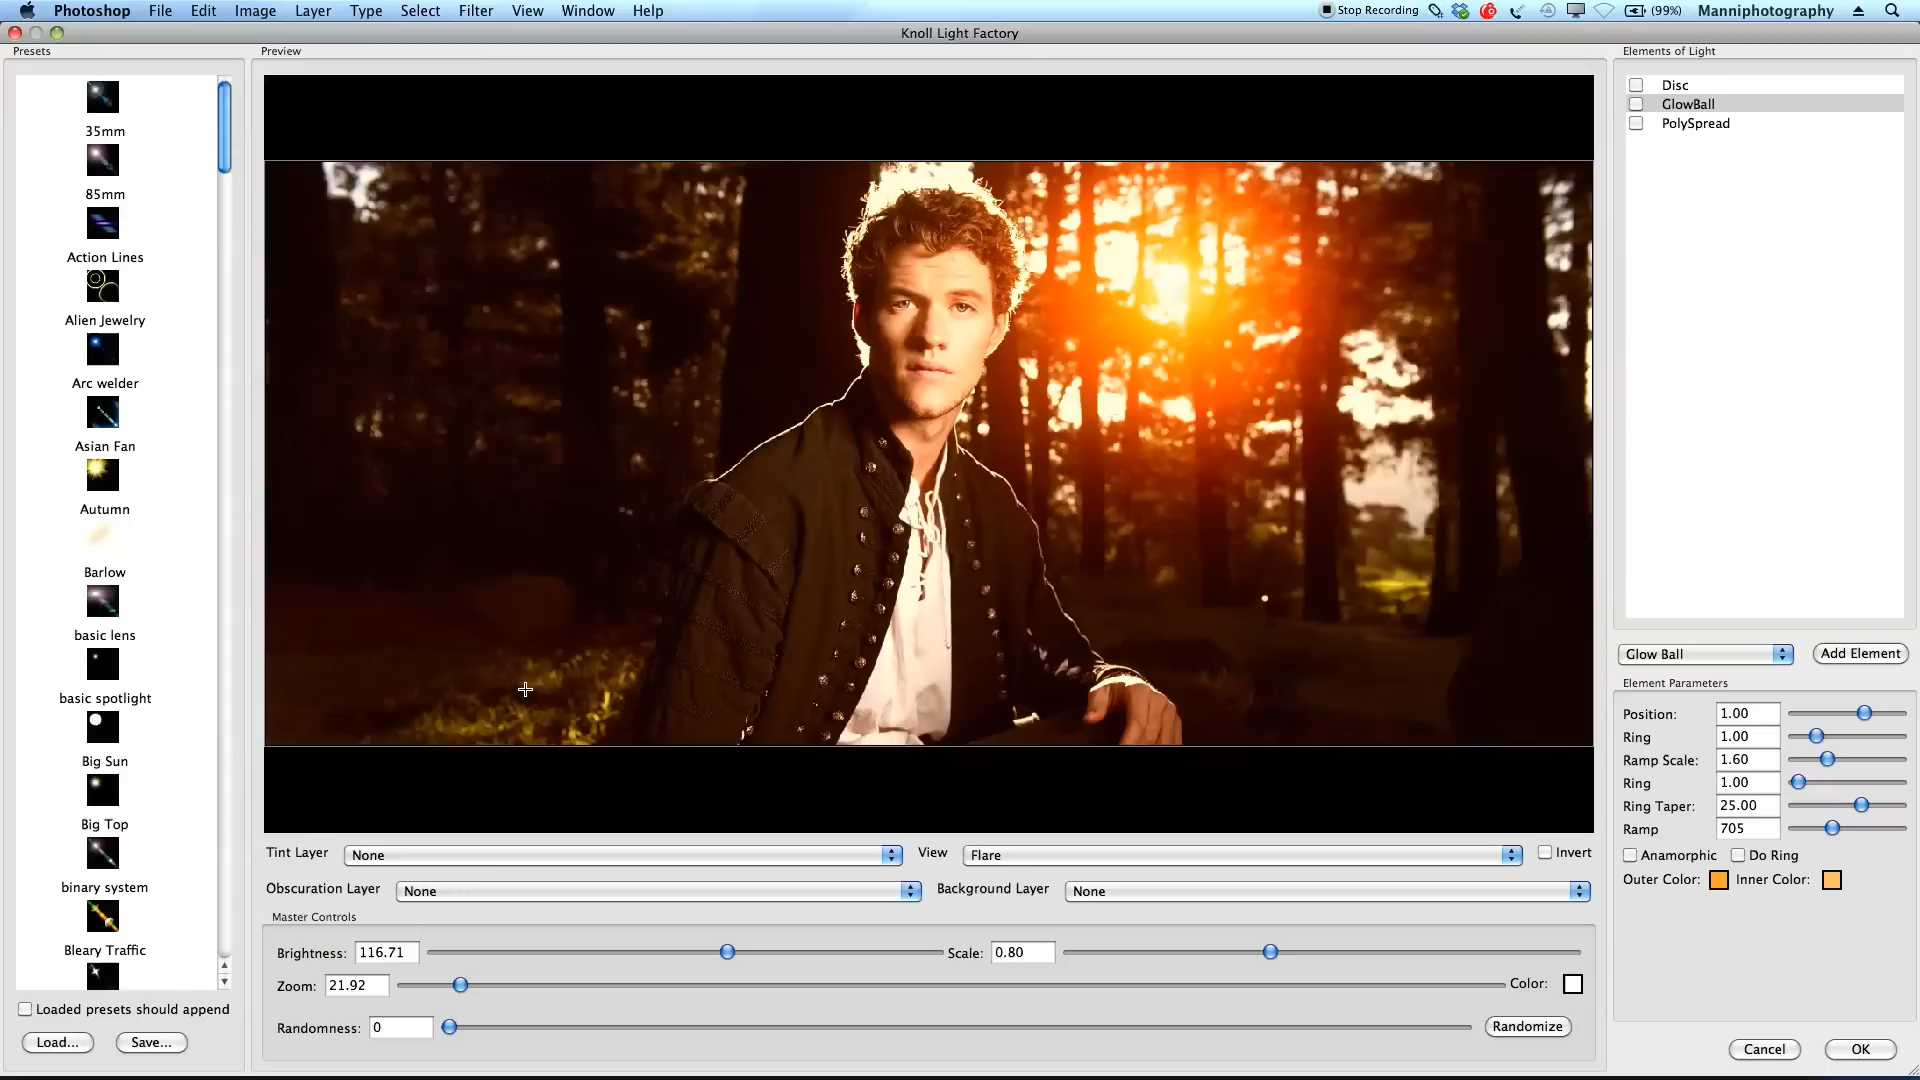 Photoshop File Edit Image Layer Type Select Filter View Window Help Stop Recording (99%) Manniphotography
Knoll Light Factory
Presets
35mm
85mm
Action Lines
Alien Jewelry
Arc welder
Asian Fan
Autumn
Barlow
basic lens
basic spotlight
Big Sun
Big Top
binary system
Bleary Traffic
Loaded presets should append
Load... Save...
Preview
Tint Layer None View Flare Invert
Obscuration Layer None Background Layer None
Master Controls
Brightness: 116.71 Scale: 0.80
Zoom: 21.92 Color:
Randomness: 0 Randomize
Elements of Light
Disc
GlowBall
PolySpread
Glow Ball Add Element
Element Parameters
Position: 1.00
Ring 1.00
Ramp Scale: 1.60
Ring 1.00
Ring Taper: 25.00
Ramp 705
Anamorphic Do Ring
Outer Color: Inner Color:
Cancel OK